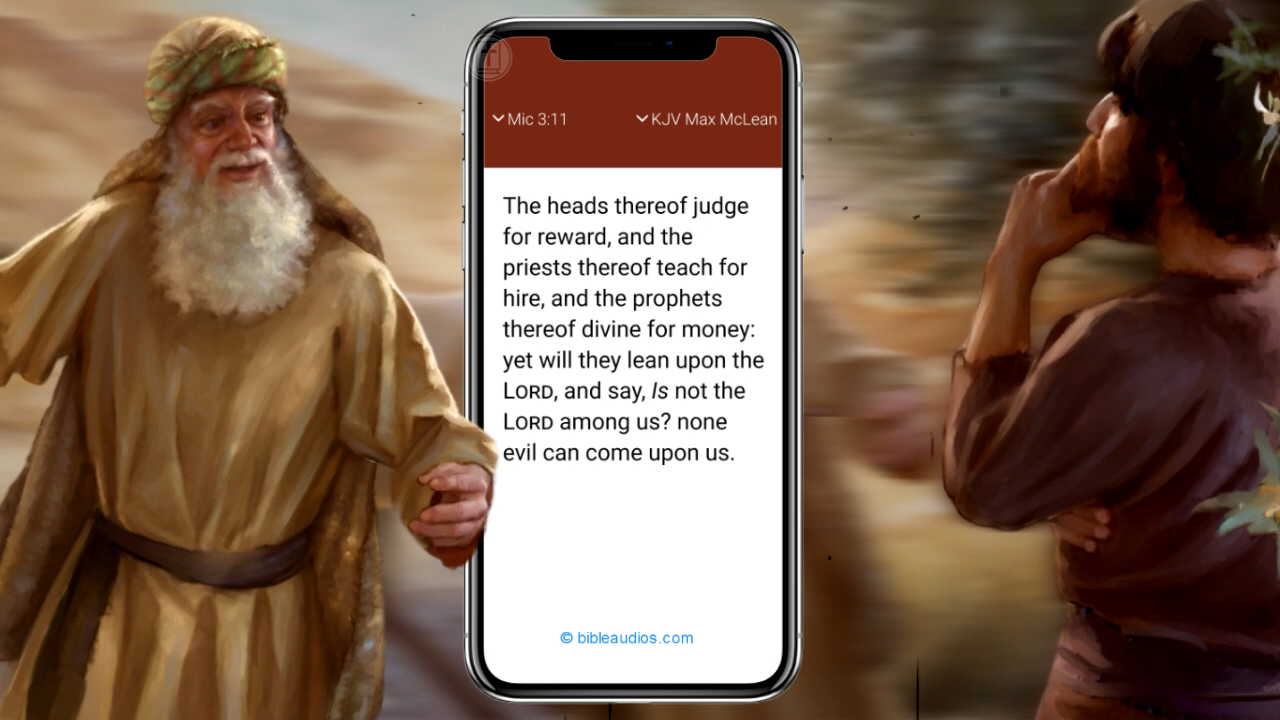 Mic 3:11
KJV Max McLean
The heads thereof judge
for reward, and the
priests thereof teach for
hire, and the prophets
thereof divine for money:
yet will they lean upon the
LORD, and say, Is not the
LORD among us? none
evil can come upon us.
© bibleaudios.com